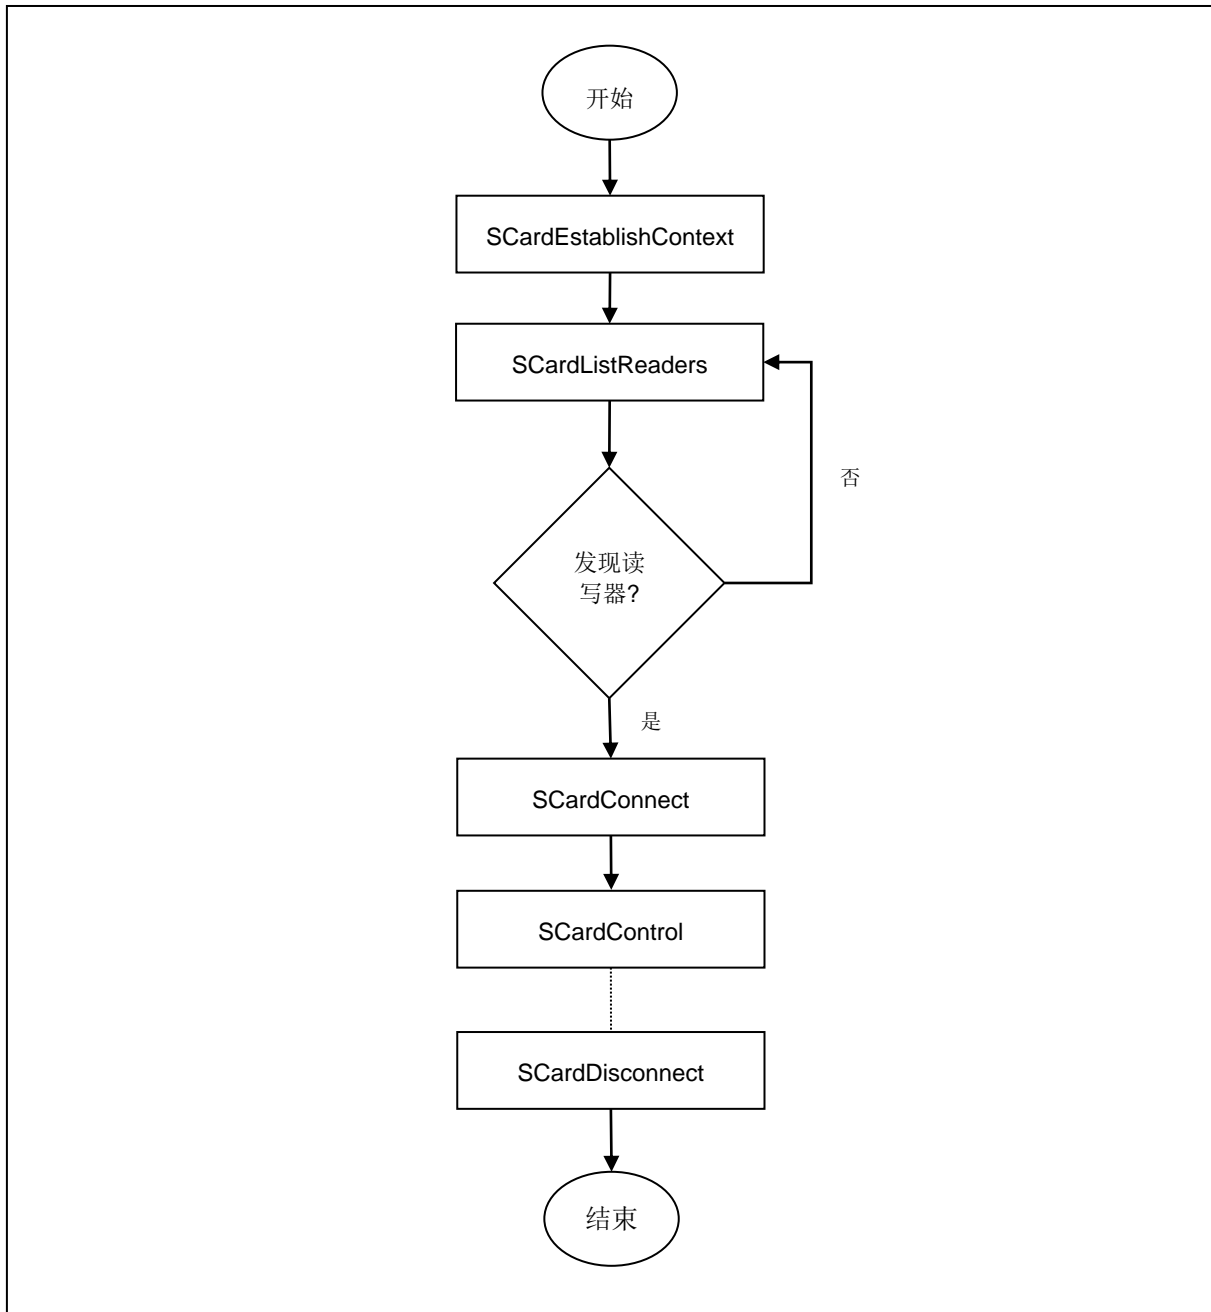 开始
SCardEstablishContext
SCardListReaders
否
发现读
写器?
是
SCardConnect
SCardControl
SCardDisconnect
结束